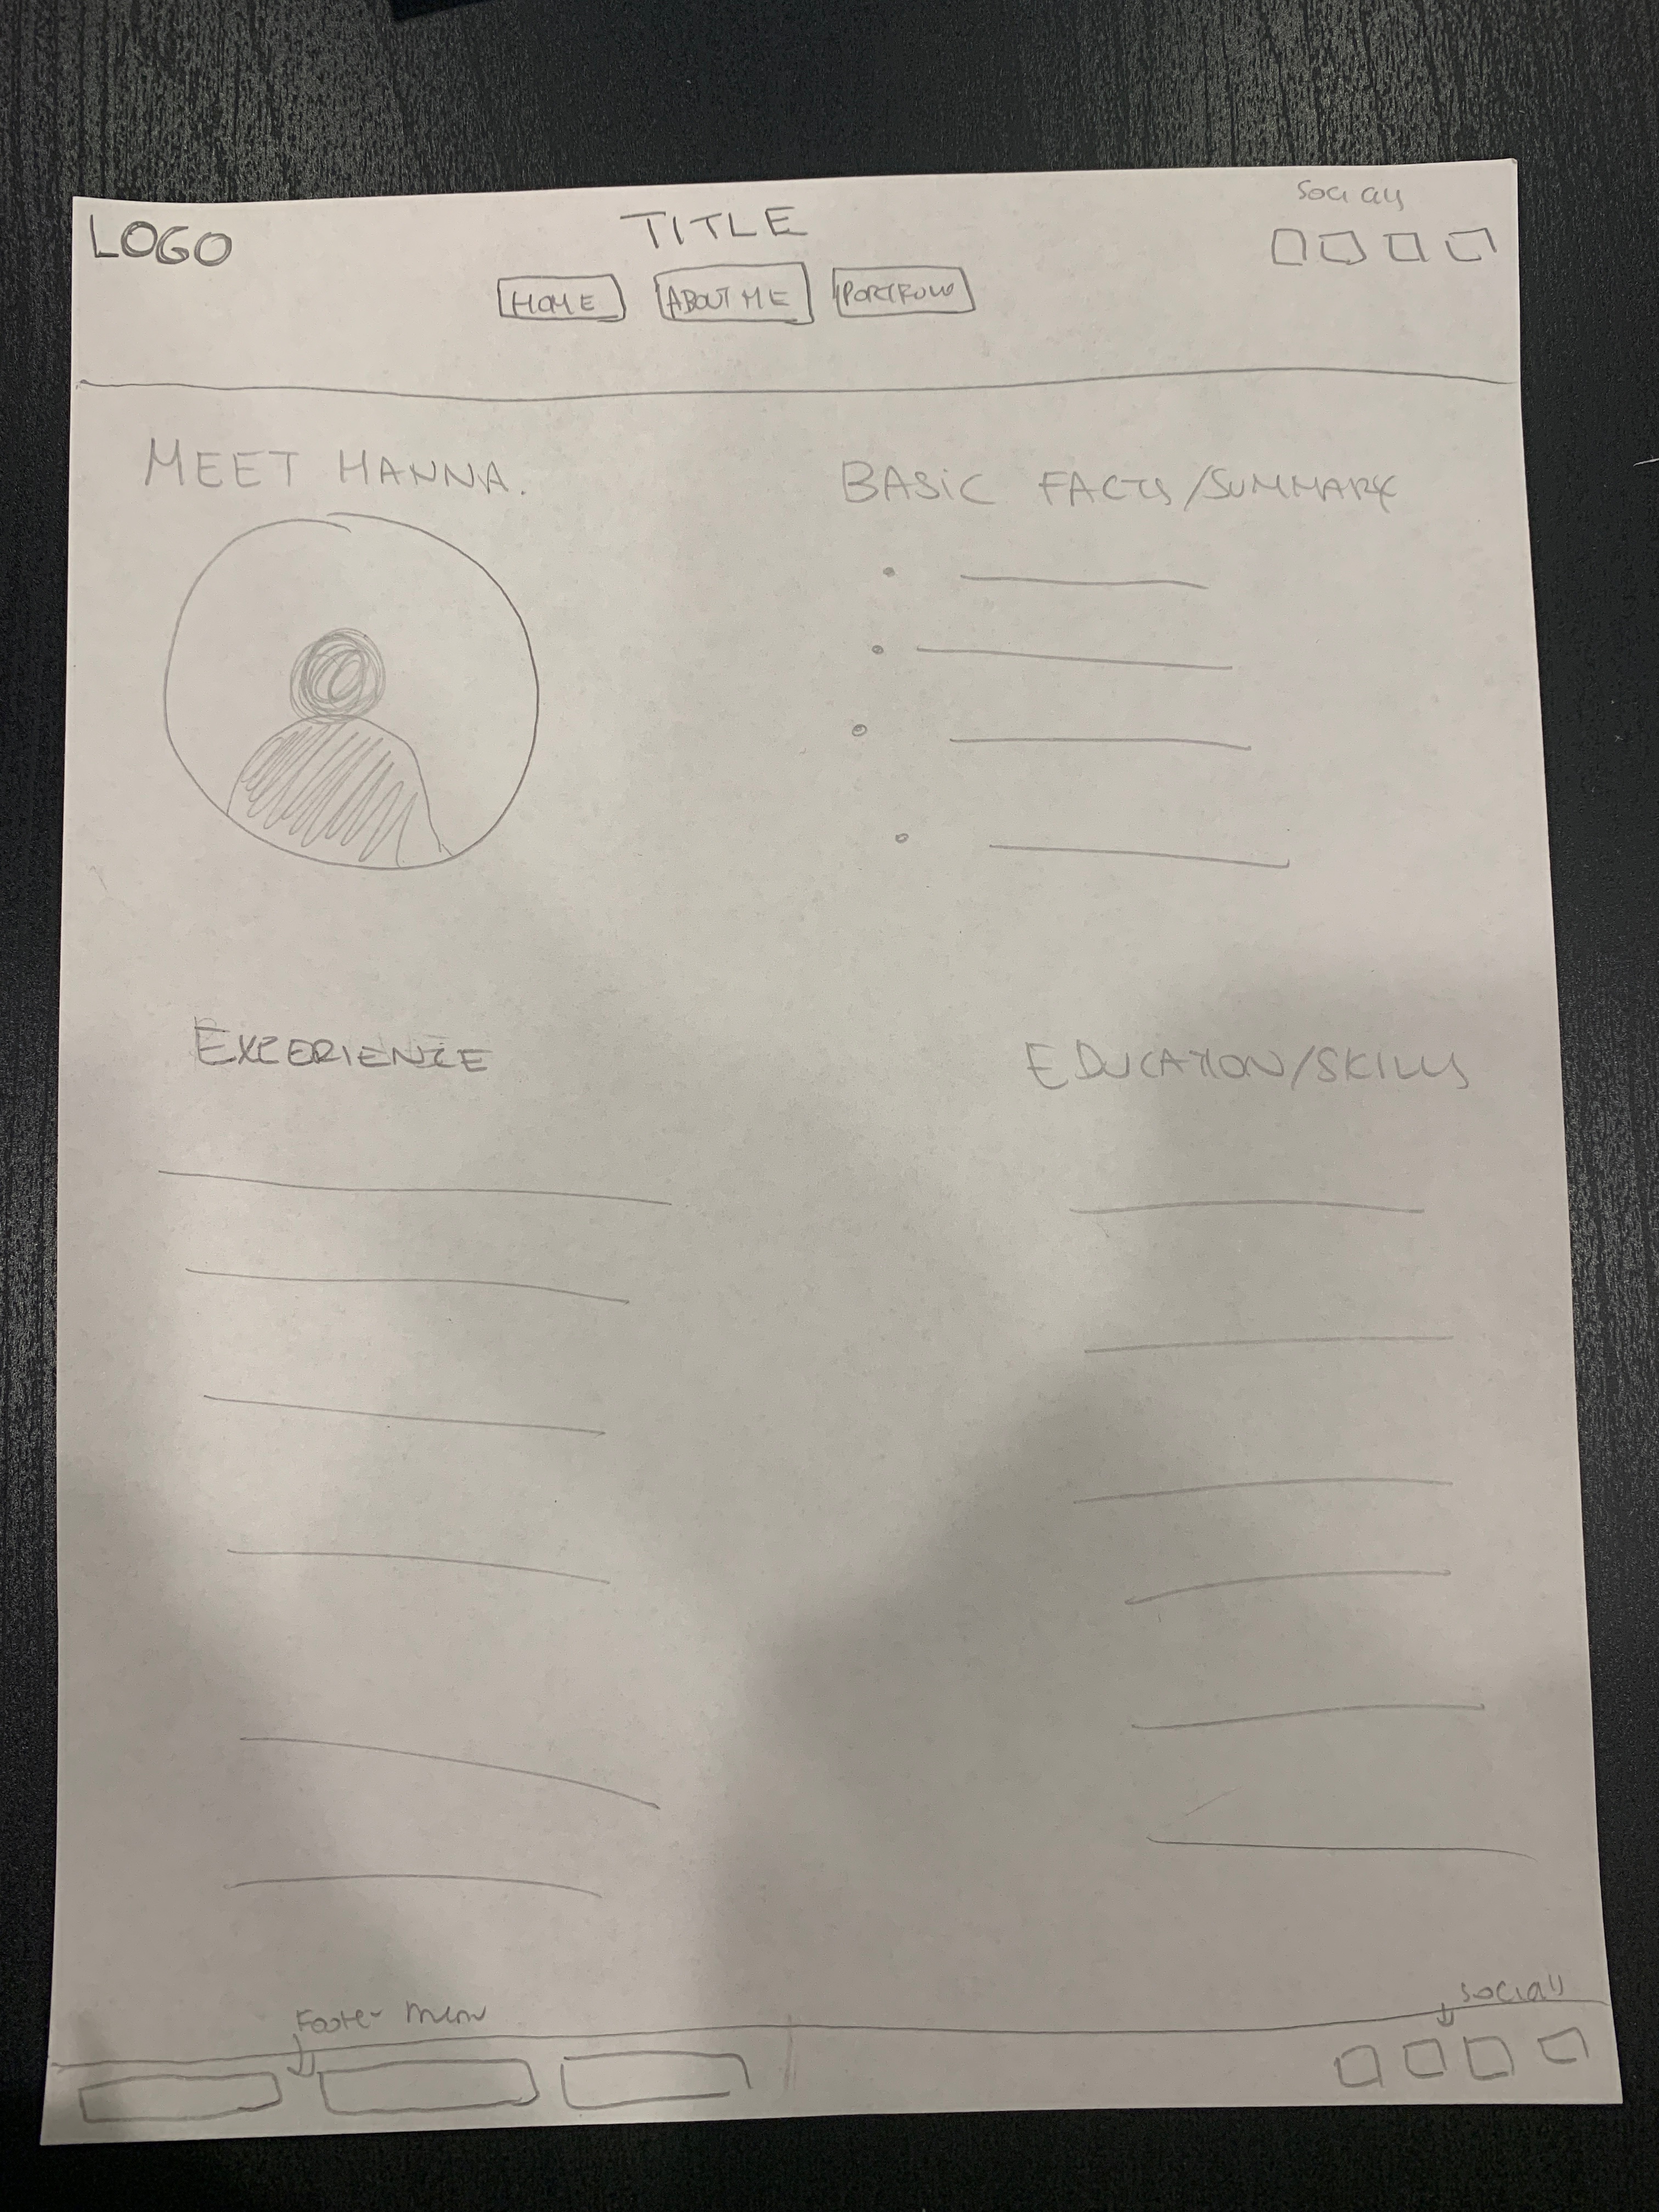 LOGO
TITLE
Socials
HOME
ABOUT ME
PORTFOLIO
MEET HANNA.
BASIC FACTS/SUMMARY
EXPERIENCE
EDUCATION/SKILLS
Footer menu
socials